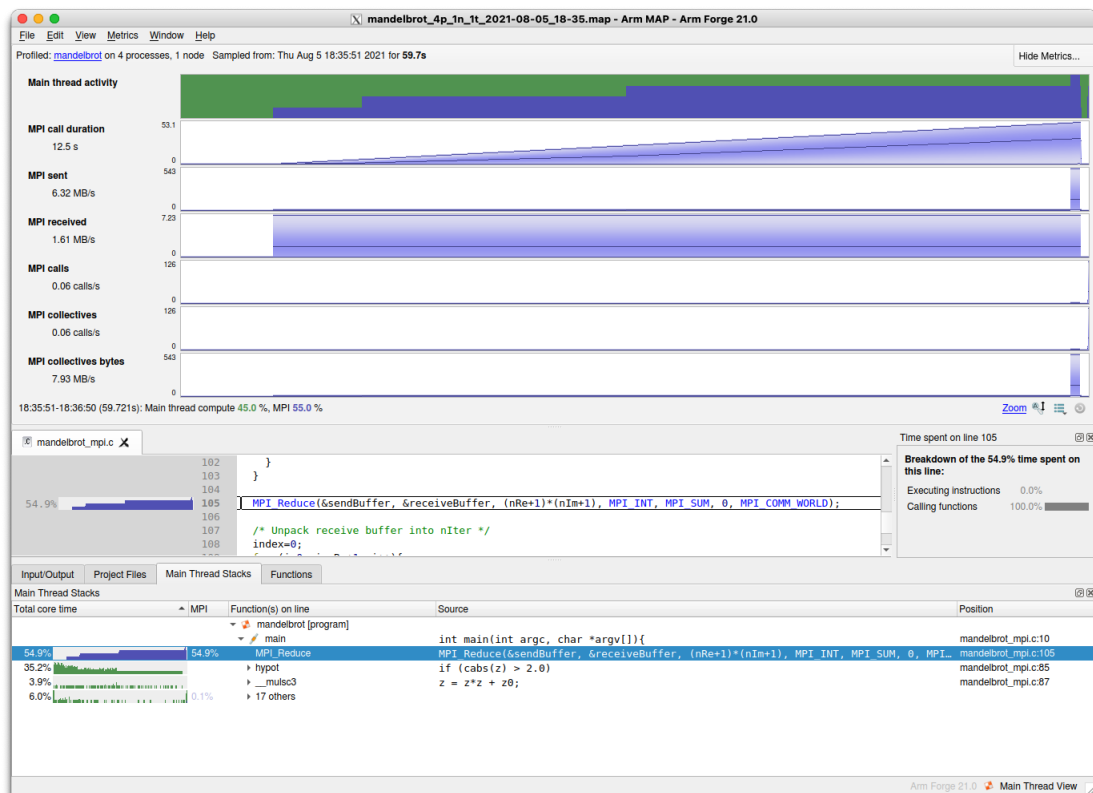 mandelbrot_4p_1n_1t_2021-08-05_18-35.map - Arm MAP - Arm Forge 21.0
File Edit View Metrics Window Help
Profiled: mandelbrot on 4 processes, 1 node Sampled from: Thu Aug 5 18:35:51 2021 for 59.7s Hide Metrics...
Main thread activity
MPI call duration 53.1
12.5 s
0
MPI sent 543
6.32 MB/s
0
MPI received 7.23
1.61 MB/s
0
MPI calls 126
0.06 calls/s
0
MPI collectives 126
0.06 calls/s
0
MPI collectives bytes 543
7.93 MB/s
0
18:35:51-18:36:50 (59.721s): Main thread compute 45.0 %, MPI 55.0 % Zoom
mandelbrot_mpi.c Time spent on line 105
102 }
103 }
104
54.9% 105 MPI_Reduce(&sendBuffer, &receiveBuffer, (nRe+1)*(nIm+1), MPI_INT, MPI_SUM, 0, MPI_COMM_WORLD);
106
107 /* Unpack receive buffer into nIter */
108 index=0;
Breakdown of the 54.9% time spent on
this line:
Executing instructions 0.0%
Calling functions 100.0%
Input/Output Project Files Main Thread Stacks Functions
Main Thread Stacks
Total core time MPI Function(s) on line Source Position
mandelbrot [program]
main int main(int argc, char *argv[]){ mandelbrot_mpi.c:10
54.9% 54.9% MPI_Reduce MPI_Reduce(&sendBuffer, &receiveBuffer, (nRe+1)*(nIm+1), MPI_INT, MPI_SUM, 0, MPI… mandelbrot_mpi.c:105
35.2% hypot if (cabs(z) > 2.0) mandelbrot_mpi.c:85
3.9% __mulsc3 z = z*z + z0; mandelbrot_mpi.c:87
6.0% 0.1% 17 others
Arm Forge 21.0 Main Thread View